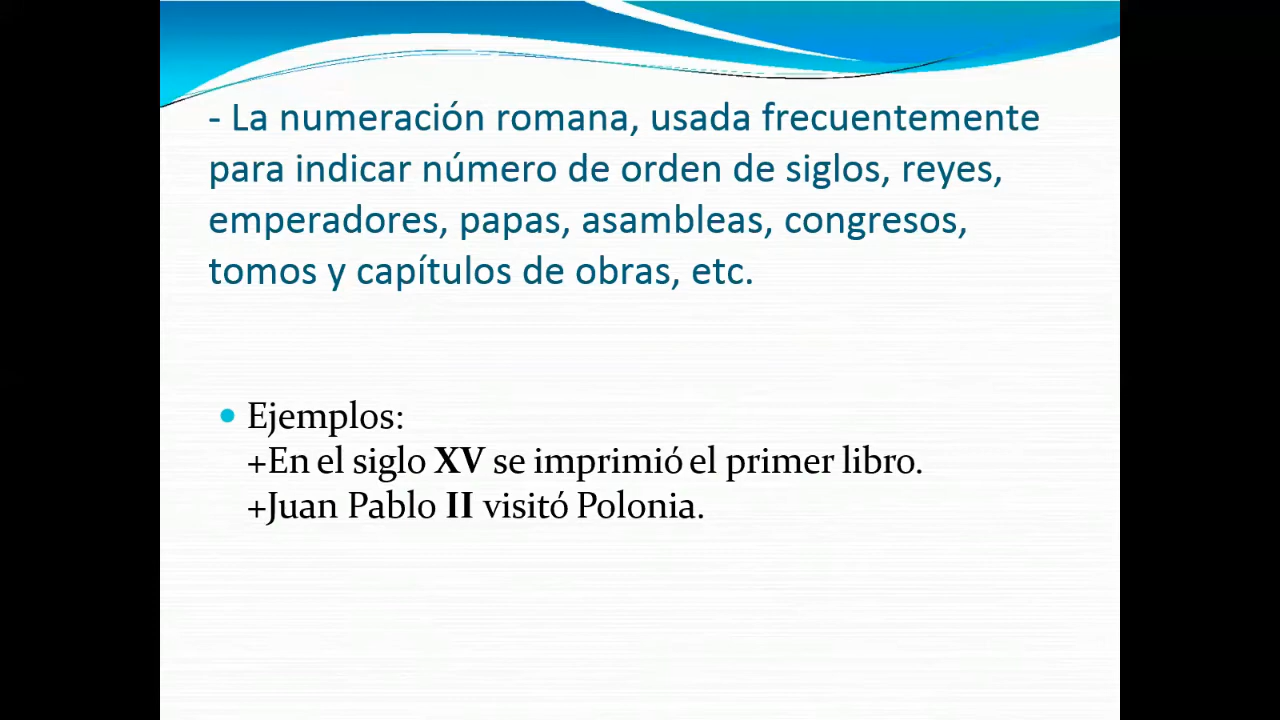 - La numeración romana, usada frecuentemente
para indicar número de orden de siglos, reyes,
emperadores, papas, asambleas, congresos,
tomos y capítulos de obras, etc.
• Ejemplos:
+En el siglo XV se imprimió el primer libro.
+Juan Pablo II visitó Polonia.